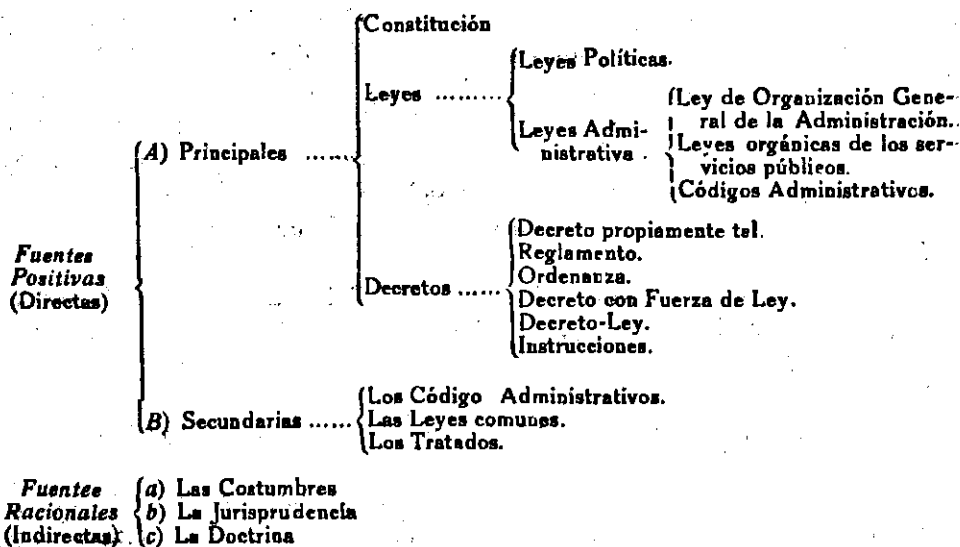 Constitución
Leyes Políticas.
Leyes ........
Ley de Organización Gene-
ral de la Administración.
Leyes Admi-
nistrativa .
Leyes orgánicas de los ser-
vicios públicos.
Códigos Administrativos.
A) Principales ......
Decreto propiamente tal.
Reglamento.
Ordenanza.
Decretos ......
Decreto con Fuerza de Ley.
Decreto-Ley.
Instrucciones.
Fuentes
Positivas
(Directas)
Los Código Administrativos.
B) Secundarias ......
Las Leyes comunes.
Los Tratados.
Fuentes
Racionales
(Indirectas)
a) Las Costumbres
b) La Jurisprudencia
c) La Doctrina